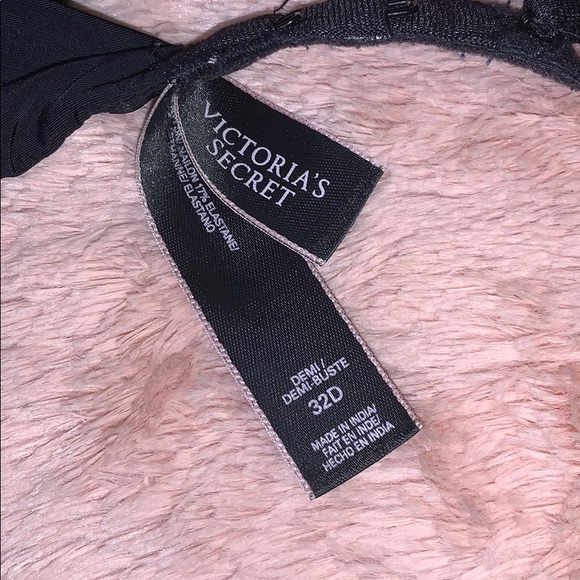 VICTORIA'S
SECRET
17% ELASTANE/
ELASTANO
DEMI/
DEMI-BUSTE
32D
MADE IN INDIA/
FAIT EN INDE/
HECHO EN INDIA